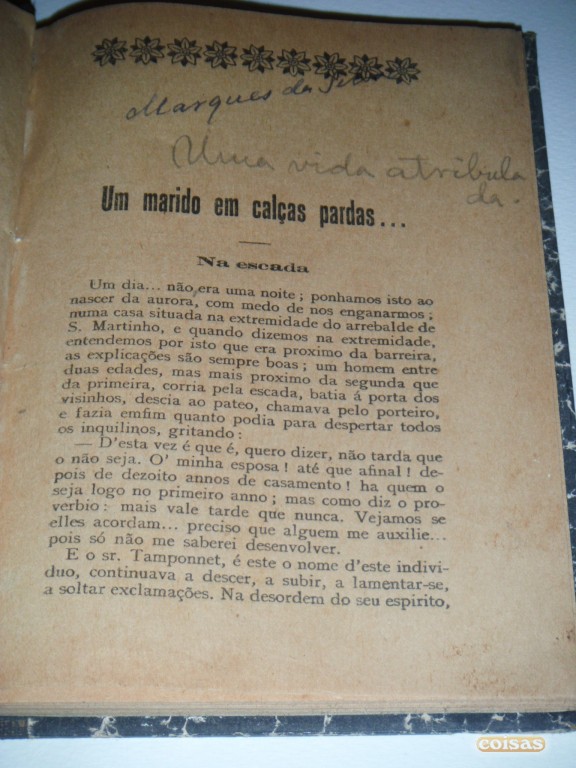 Marques da
Uma vida atribula
da.
Um marido em calças pardas...
Na escada
Um dia... não era uma noite; ponhamos isto ao
nascer da aurora, com medo de nos enganarmos;
numa casa situada na extremidade do arrebalde de
S. Martinho, e quando dizemos na extremidade,
entendemos por isto que era proximo da barreira,
as explicações são sempre boas; um homem entre
duas edades, mas mais proximo da segunda que
da primeira, corria pela escada, batia á porta dos
visinhos, descia ao pateo, chamava pelo porteiro,
e fazia emfim quanto podia para despertar todos
os inquilinos, gritando:
— D'esta vez é que é, quero dizer, não tarda que
o não seja. O' minha esposa! até que afinal! de-
pois de dezoito annos de casamento! ha quem o
seja logo no primeiro anno; mas como diz o pro-
verbio: mais vale tarde que nunca. Vejamos se
elles acordam... preciso que alguem me auxilie...
pois só não me saberei desenvolver.
E o sr. Tamponnet, é este o nome d'este indivi-
duo, continuava a descer, a subir, a lamentar-se,
a soltar exclamações. Na desordem do seu espirito,
coisas